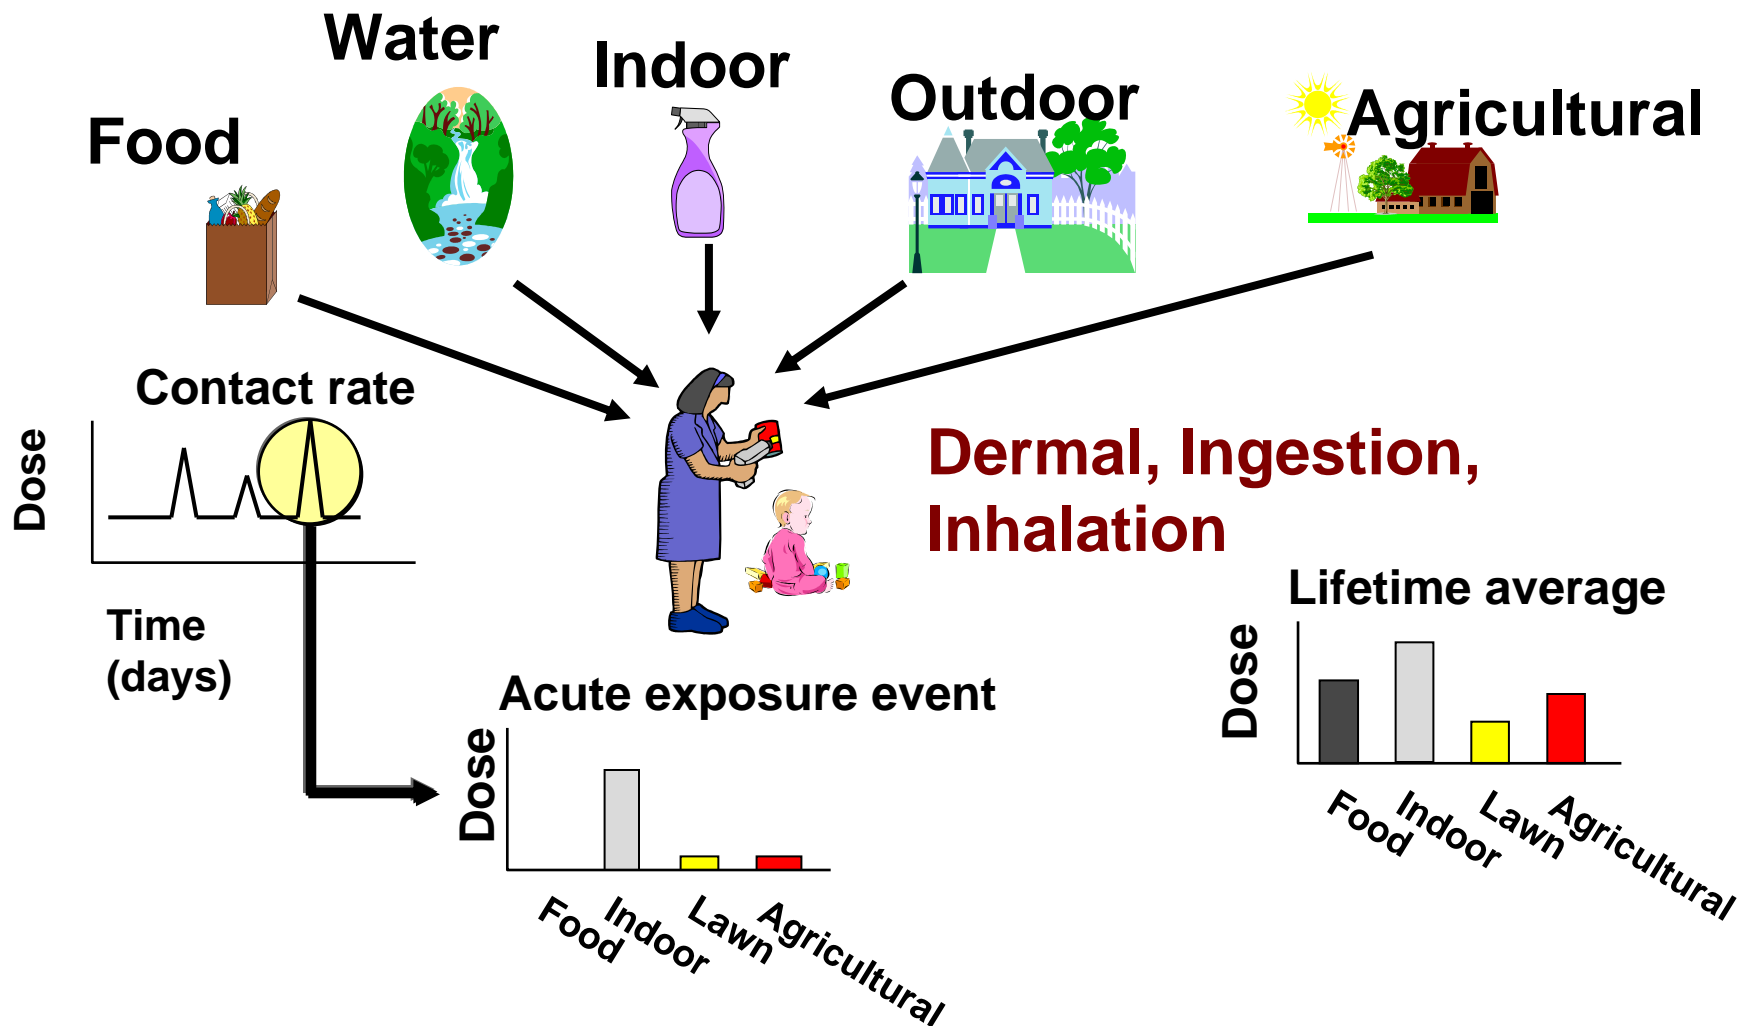 Water
Indoor
Outdoor
Agricultural
Food
Contact rate
Dose
Time
(days)
Dermal, Ingestion,
Inhalation
Lifetime average
Dose
Food
Indoor
Lawn
Agricultural
Acute exposure event
Dose
Food
Indoor
Lawn
Agricultural